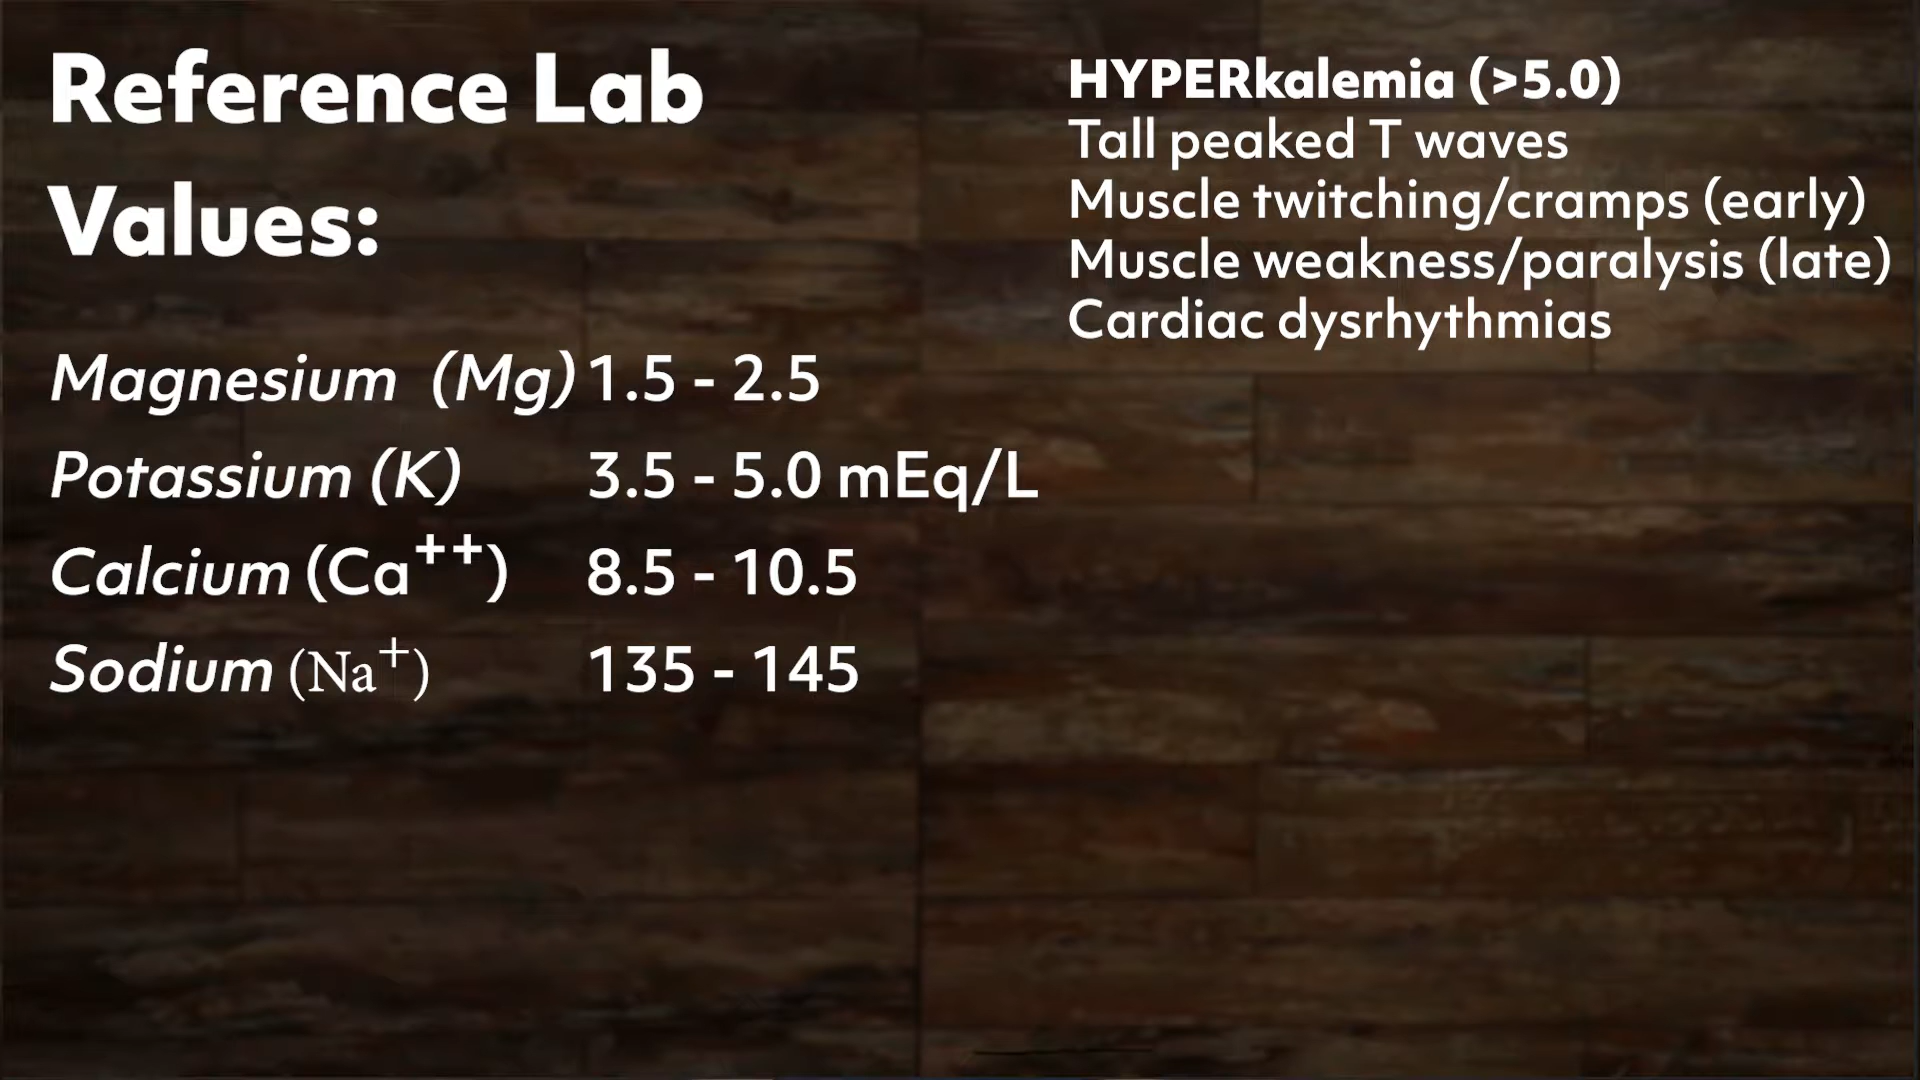 Reference Lab
Values:
Magnesium (Mg) 1.5 - 2.5
Potassium (K) 3.5 - 5.0 mEq/L
Calcium (Ca⁺⁺) 8.5 - 10.5
Sodium (Na⁺) 135 - 145
HYPERkalemia (>5.0)
Tall peaked T waves
Muscle twitching/cramps (early)
Muscle weakness/paralysis (late)
Cardiac dysrhythmias